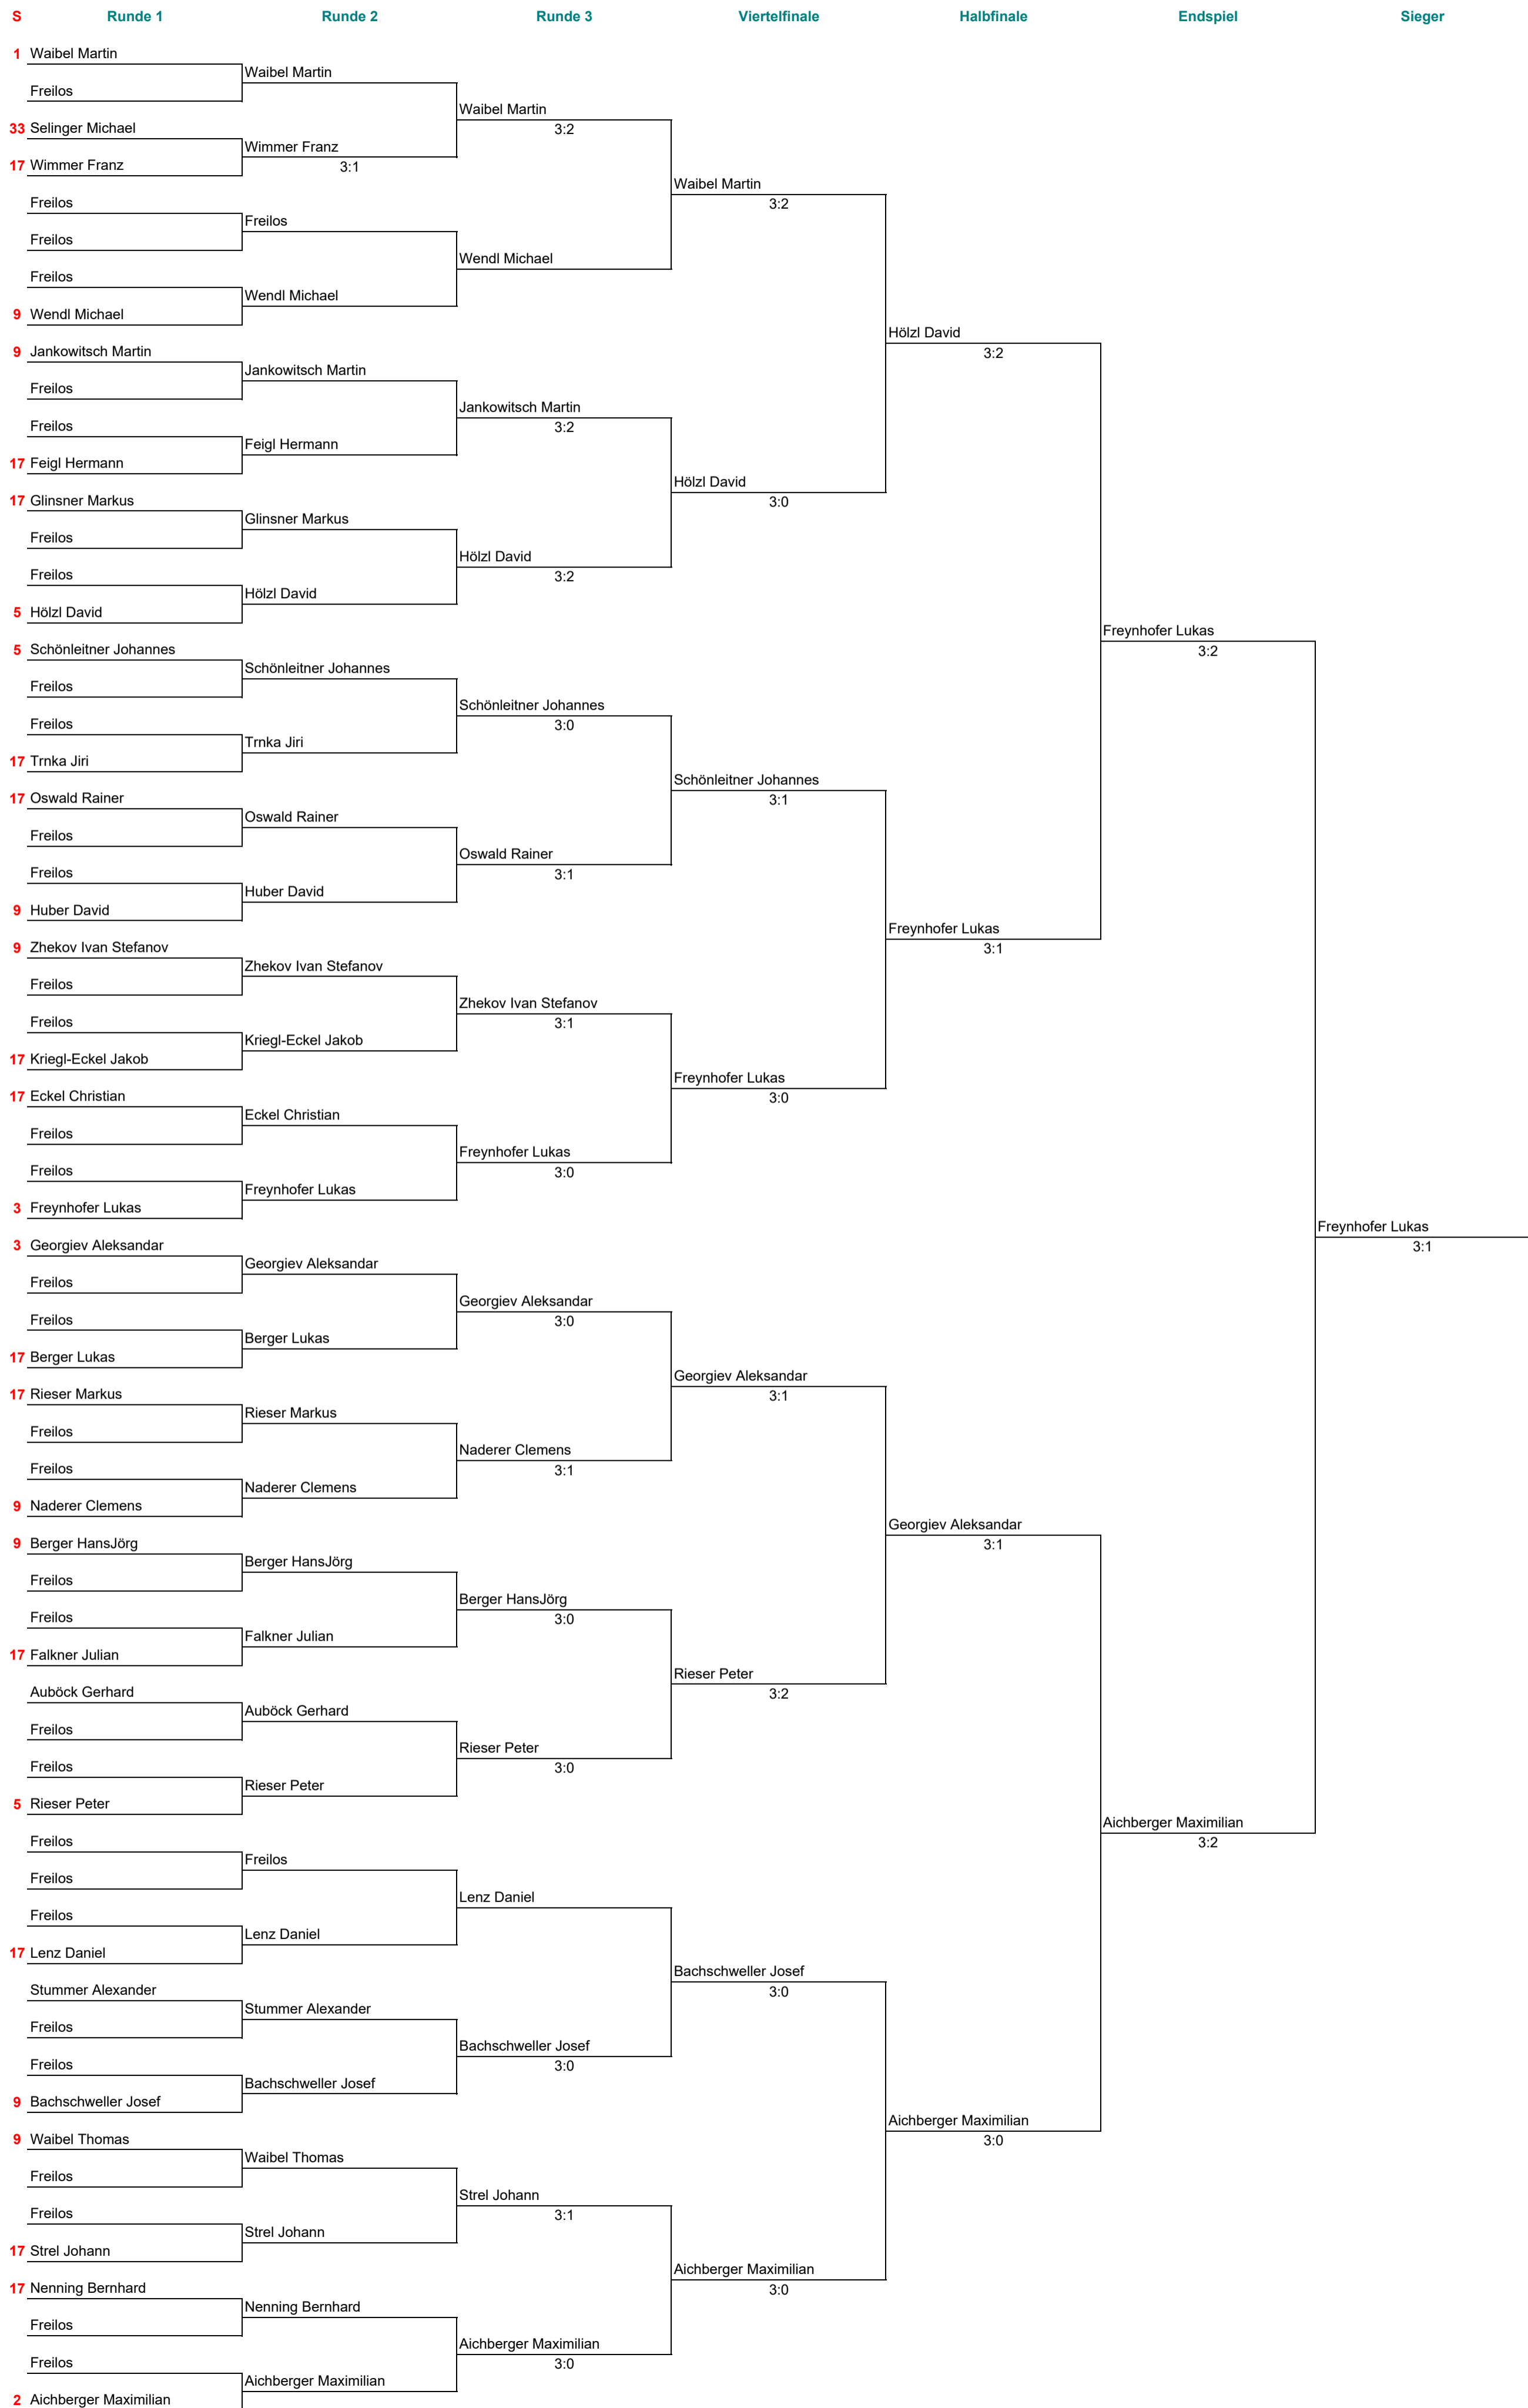 S Runde 1 Runde 2 Runde 3 Viertelfinale Halbfinale Endspiel Sieger
1 Waibel Martin
Waibel Martin
Freilos
Waibel Martin
3:2
33 Selinger Michael
Wimmer Franz
3:1
17 Wimmer Franz
Waibel Martin
3:2
Freilos
Freilos
Freilos
Wendl Michael
Freilos
Wendl Michael
9 Wendl Michael
Hölzl David
3:2
9 Jankowitsch Martin
Jankowitsch Martin
Freilos
Jankowitsch Martin
3:2
Freilos
Feigl Hermann
17 Feigl Hermann
Hölzl David
3:0
17 Glinsner Markus
Glinsner Markus
Freilos
Hölzl David
3:2
Freilos
Hölzl David
5 Hölzl David
Freynhofer Lukas
3:2
5 Schönleitner Johannes
Schönleitner Johannes
Freilos
Schönleitner Johannes
3:0
Freilos
Trnka Jiri
17 Trnka Jiri
Schönleitner Johannes
3:1
17 Oswald Rainer
Oswald Rainer
Freilos
Oswald Rainer
3:1
Freilos
Huber David
9 Huber David
Freynhofer Lukas
3:1
9 Zhekov Ivan Stefanov
Zhekov Ivan Stefanov
Freilos
Zhekov Ivan Stefanov
3:1
Freilos
Kriegl-Eckel Jakob
17 Kriegl-Eckel Jakob
Freynhofer Lukas
3:0
17 Eckel Christian
Eckel Christian
Freilos
Freynhofer Lukas
3:0
Freilos
Freynhofer Lukas
3 Freynhofer Lukas
Freynhofer Lukas
3:1
3 Georgiev Aleksandar
Georgiev Aleksandar
Freilos
Georgiev Aleksandar
3:0
Freilos
Berger Lukas
17 Berger Lukas
Georgiev Aleksandar
3:1
17 Rieser Markus
Rieser Markus
Freilos
Naderer Clemens
3:1
Freilos
Naderer Clemens
9 Naderer Clemens
Georgiev Aleksandar
3:1
9 Berger HansJörg
Berger HansJörg
Freilos
Berger HansJörg
3:0
Freilos
Falkner Julian
17 Falkner Julian
Rieser Peter
3:2
Auböck Gerhard
Auböck Gerhard
Freilos
Rieser Peter
3:0
Freilos
Rieser Peter
5 Rieser Peter
Aichberger Maximilian
3:2
Freilos
Freilos
Freilos
Lenz Daniel
Freilos
Lenz Daniel
17 Lenz Daniel
Bachschweller Josef
3:0
Stummer Alexander
Stummer Alexander
Freilos
Bachschweller Josef
3:0
Freilos
Bachschweller Josef
9 Bachschweller Josef
Aichberger Maximilian
3:0
9 Waibel Thomas
Waibel Thomas
Freilos
Strel Johann
3:1
Freilos
Strel Johann
17 Strel Johann
Aichberger Maximilian
3:0
17 Nenning Bernhard
Nenning Bernhard
Freilos
Aichberger Maximilian
3:0
Freilos
Aichberger Maximilian
2 Aichberger Maximilian